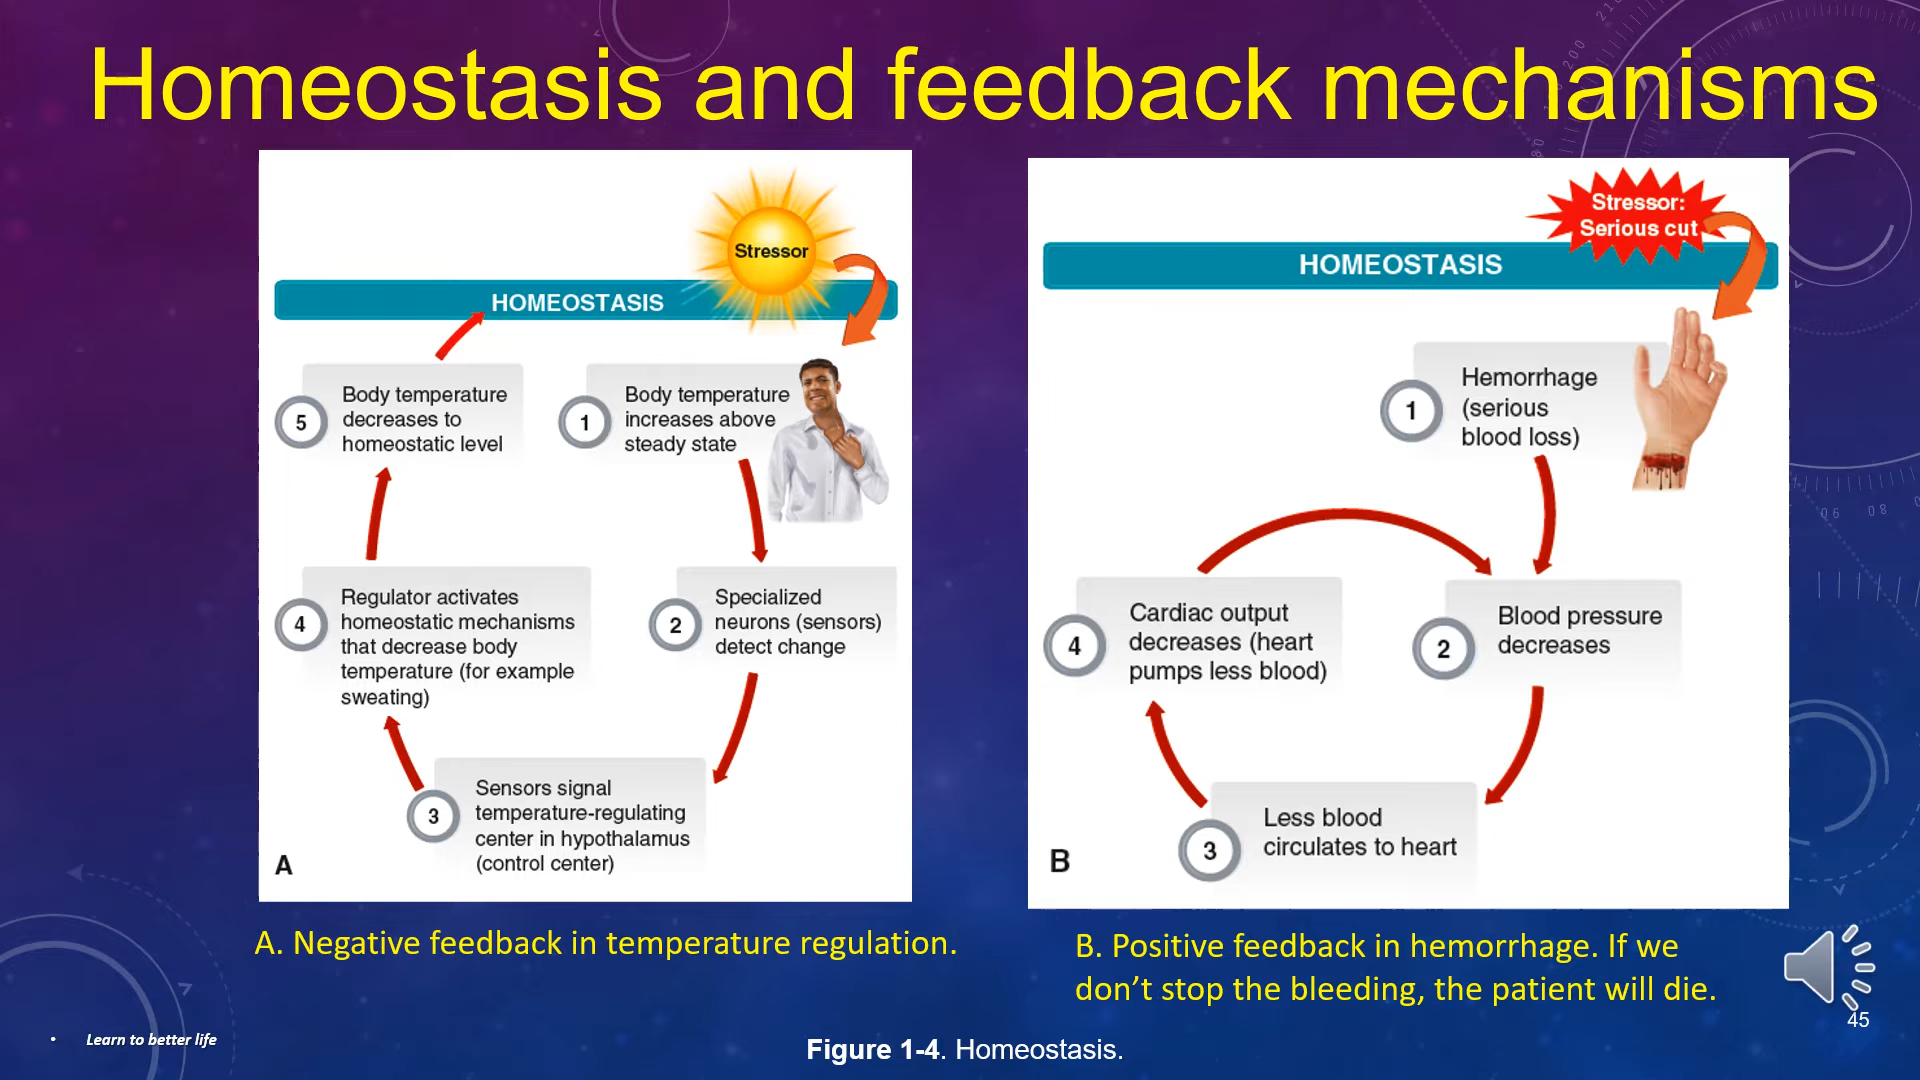 Homeostasis and feedback mechanisms
Stressor
HOMEOSTASIS
1
Body temperature
increases above
steady state
2
Specialized
neurons (sensors)
detect change
3
Sensors signal
temperature-regulating
center in hypothalamus
(control center)
4
Regulator activates
homeostatic mechanisms
that decrease body
temperature (for example
sweating)
5
Body temperature
decreases to
homeostatic level
A
A. Negative feedback in temperature regulation.
Stressor:
Serious cut
HOMEOSTASIS
1
Hemorrhage
(serious
blood loss)
2
Blood pressure
decreases
3
Less blood
circulates to heart
4
Cardiac output
decreases (heart
pumps less blood)
B
B. Positive feedback in hemorrhage. If we
don’t stop the bleeding, the patient will die.
45
• Learn to better life
Figure 1-4. Homeostasis.